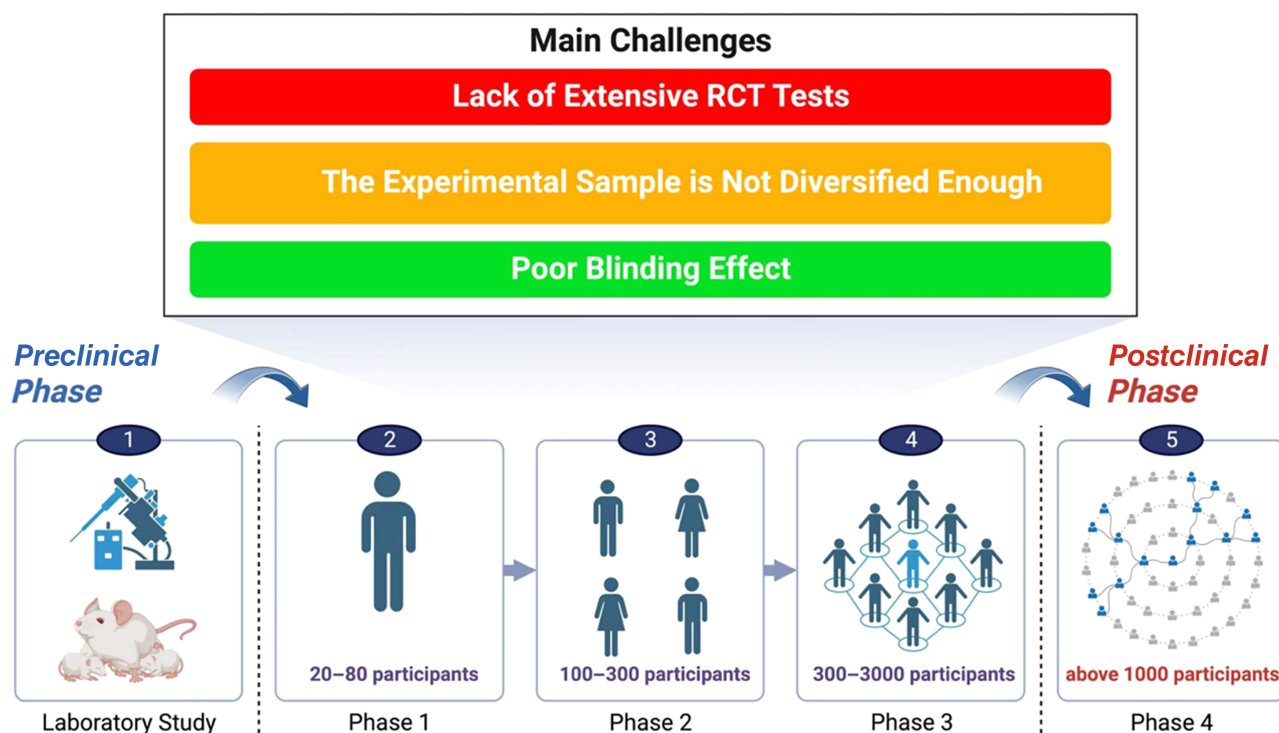 Main Challenges
Lack of Extensive RCT Tests
The Experimental Sample is Not Diversified Enough
Poor Blinding Effect
Preclinical
Phase
Postclinical
Phase
1
2
3
4
5
20–80 participants
100–300 participants
300–3000 participants
above 1000 participants
Laboratory Study
Phase 1
Phase 2
Phase 3
Phase 4